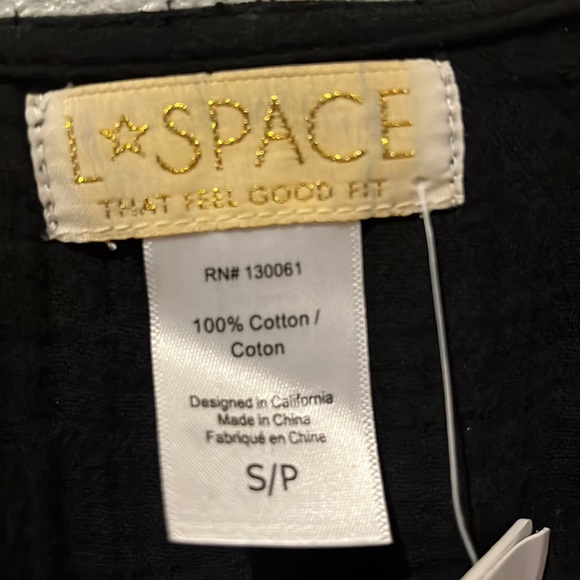 L☆SPACE
THAT FEEL GOOD FIT
RN# 130061
100% Cotton /
Coton
Designed in California
Made in China
Fabriqué en Chine
S/P